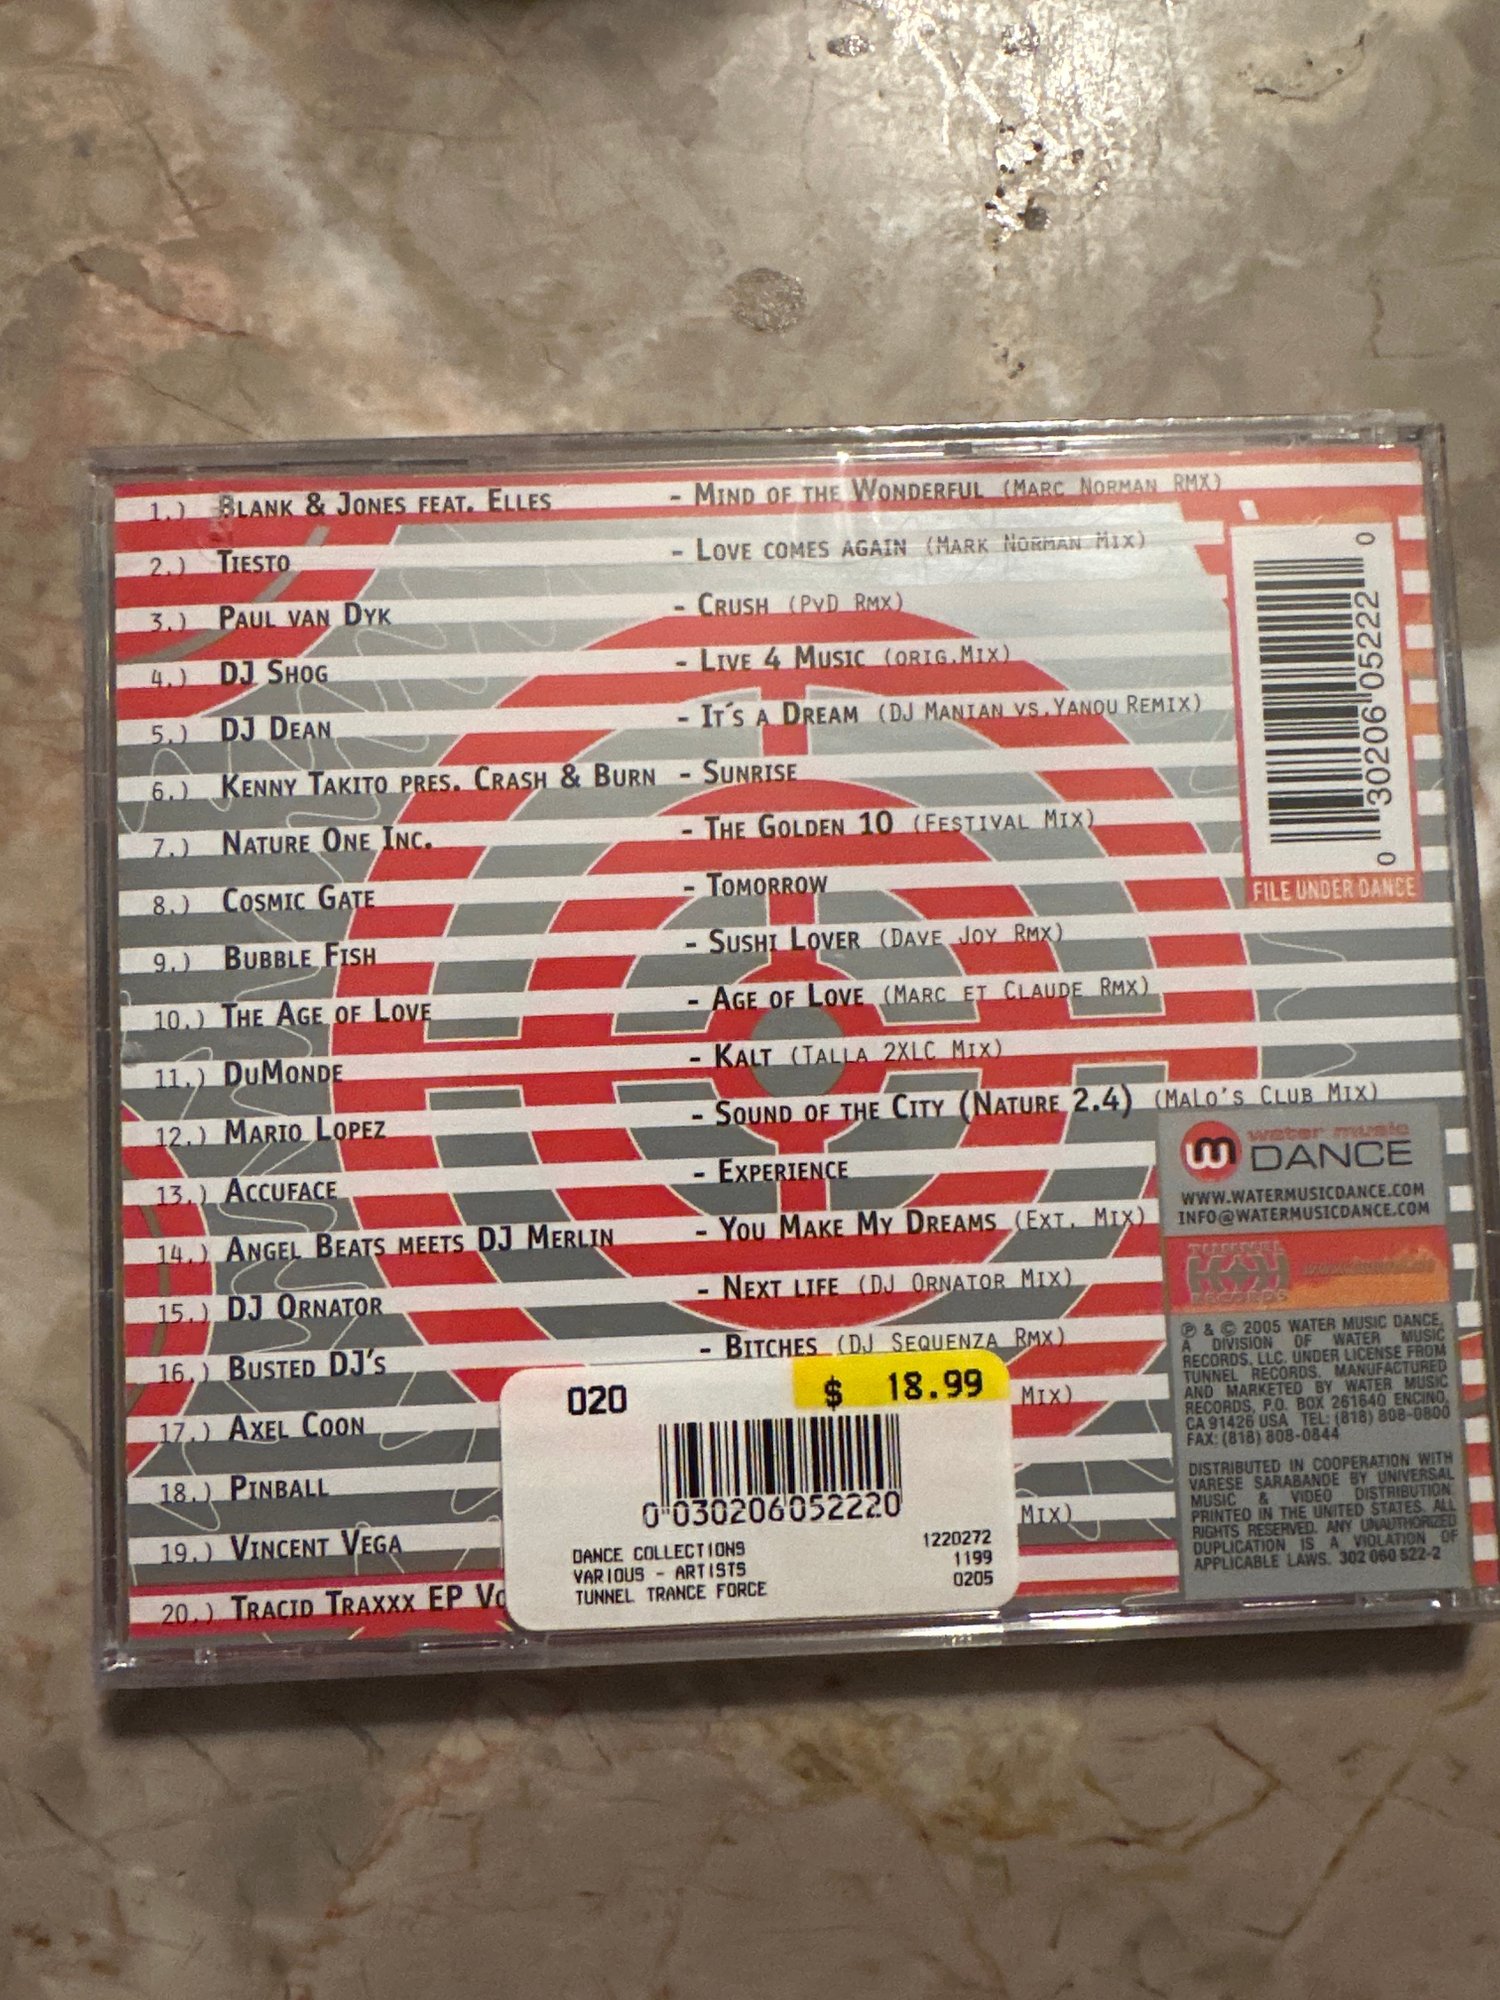 1.) Blank & Jones feat. Elles - Mind of the Wonderful (Marc Norman Rmx)
2.) Tiesto - Love comes again (Mark Norman Mix)
3.) Paul van Dyk - Crush (PvD Rmx)
4.) DJ Shog - Live 4 Music (orig.Mix)
5.) DJ Dean - It´s a Dream (DJ Manian vs.Yanou Remix)
6.) Kenny Takito pres. Crash & Burn - Sunrise
7.) Nature One Inc. - The Golden 10 (Festival Mix)
8.) Cosmic Gate - Tomorrow
9.) Bubble Fish - Sushi Lover (Dave Joy Rmx)
10.) The Age of Love - Age of Love (Marc et Claude Rmx)
11.) DuMonde - Kalt (Talla 2XLC Mix)
12.) Mario Lopez - Sound of the City (Nature 2.4) (Malo's Club Mix)
13.) Accuface - Experience
14.) Angel Beats meets DJ Merlin - You Make My Dreams (Ext. Mix)
15.) DJ Ornator - Next life (DJ Ornator Mix)
16.) Busted DJ's - Bitches (DJ Sequenza Rmx)
17.) Axel Coon Mix)
18.) Pinball
19.) Vincent Vega Mix)
20.) Tracid Traxxx EP
0 30206 05222 0
FILE UNDER DANCE
water music
DANCE
WWW.WATERMUSICDANCE.COM
INFO@WATERMUSICDANCE.COM
TUNNEL
RECORDS
℗ & © 2005 WATER MUSIC DANCE,
A DIVISION OF WATER MUSIC
RECORDS, LLC. UNDER LICENSE FROM
TUNNEL RECORDS. MANUFACTURED
AND MARKETED BY WATER MUSIC
RECORDS, P.O. BOX 261640 ENCINO,
CA 91426 USA TEL: (818) 808-0800
FAX: (818) 808-0844
DISTRIBUTED IN COOPERATION WITH
VARESE SARABANDE BY UNIVERSAL
MUSIC & VIDEO DISTRIBUTION
PRINTED IN THE UNITED STATES. ALL
RIGHTS RESERVED. ANY UNAUTHORIZED
DUPLICATION IS A VIOLATION OF
APPLICABLE LAWS. 302 060 522-2
020 $ 18.99
0 030206052220
DANCE COLLECTIONS 1220272
VARIOUS - ARTISTS 1199
TUNNEL TRANCE FORCE 0205